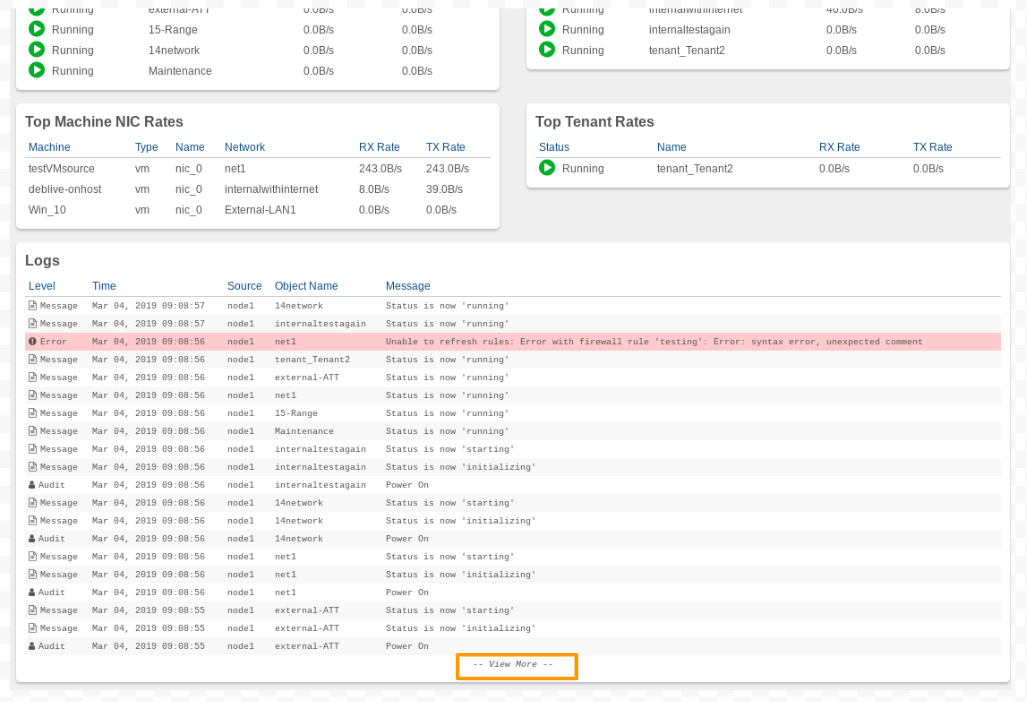 Running external-ATT 0.0B/s 0.0B/s
Running 15-Range 0.0B/s 0.0B/s
Running 14network 0.0B/s 0.0B/s
Running Maintenance 0.0B/s 0.0B/s
Running internalwithinternet 40.0B/s 8.0B/s
Running internaltestagain 0.0B/s 0.0B/s
Running tenant_Tenant2 0.0B/s 0.0B/s
Top Machine NIC Rates
Machine Type Name Network RX Rate TX Rate
testVMsource vm nic_0 net1 243.0B/s 243.0B/s
deblive-onhost vm nic_0 internalwithinternet 8.0B/s 39.0B/s
Win_10 vm nic_0 External-LAN1 0.0B/s 0.0B/s
Top Tenant Rates
Status Name RX Rate TX Rate
Running tenant_Tenant2 0.0B/s 0.0B/s
Logs
Level Time Source Object Name Message
Message Mar 04, 2019 09:08:57 node1 14network Status is now 'running'
Message Mar 04, 2019 09:08:57 node1 internaltestagain Status is now 'running'
Error Mar 04, 2019 09:08:56 node1 net1 Unable to refresh rules: Error with firewall rule 'testing': Error: syntax error, unexpected comment
Message Mar 04, 2019 09:08:56 node1 tenant_Tenant2 Status is now 'running'
Message Mar 04, 2019 09:08:56 node1 external-ATT Status is now 'running'
Message Mar 04, 2019 09:08:56 node1 net1 Status is now 'running'
Message Mar 04, 2019 09:08:56 node1 15-Range Status is now 'running'
Message Mar 04, 2019 09:08:56 node1 Maintenance Status is now 'running'
Message Mar 04, 2019 09:08:56 node1 internaltestagain Status is now 'starting'
Message Mar 04, 2019 09:08:56 node1 internaltestagain Status is now 'initializing'
Audit Mar 04, 2019 09:08:56 node1 internaltestagain Power On
Message Mar 04, 2019 09:08:56 node1 14network Status is now 'starting'
Message Mar 04, 2019 09:08:56 node1 14network Status is now 'initializing'
Audit Mar 04, 2019 09:08:56 node1 14network Power On
Message Mar 04, 2019 09:08:56 node1 net1 Status is now 'starting'
Message Mar 04, 2019 09:08:56 node1 net1 Status is now 'initializing'
Audit Mar 04, 2019 09:08:56 node1 net1 Power On
Message Mar 04, 2019 09:08:55 node1 external-ATT Status is now 'starting'
Message Mar 04, 2019 09:08:55 node1 external-ATT Status is now 'initializing'
Audit Mar 04, 2019 09:08:55 node1 external-ATT Power On
-- View More --